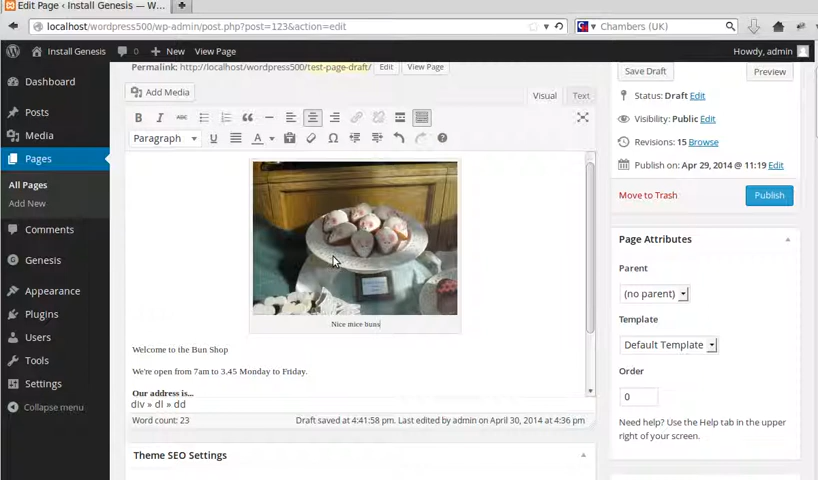 Edit Page ‹ Install Genesis — W...
localhost/wordpress500/wp-admin/post.php?post=123&action=edit
Chambers (UK)
Install Genesis 0 + New View Page Howdy, admin
Dashboard
Posts
Media
Pages
All Pages
Add New
Comments
Genesis
Appearance
Plugins
Users
Tools
Settings
Collapse menu
Permalink: http://localhost/wordpress500/test-page-draft/ Edit View Page
Add Media
Visual Text
B I ABC
Paragraph U A Ω ?
Nice mice buns
Welcome to the Bun Shop
We're open from 7am to 3.45 Monday to Friday.
Our address is...
div » dl » dd
Word count: 23 Draft saved at 4:41:58 pm. Last edited by admin on April 30, 2014 at 4:36 pm
Theme SEO Settings
Save Draft Preview
Status: Draft Edit
Visibility: Public Edit
Revisions: 15 Browse
Publish on: Apr 29, 2014 @ 11:19 Edit
Move to Trash Publish
Page Attributes
Parent
(no parent)
Template
Default Template
Order
0
Need help? Use the Help tab in the upper
right of your screen.